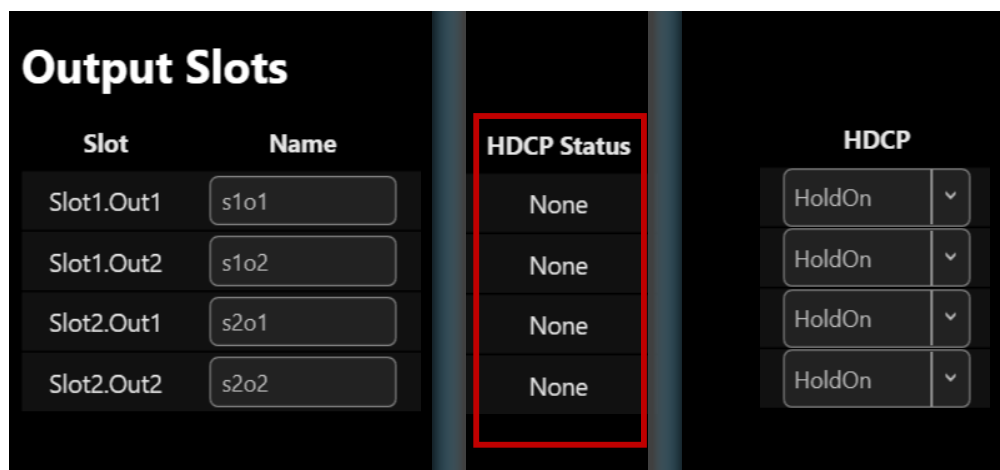 Output Slots
Slot Name HDCP Status HDCP
Slot1.Out1 s1o1 None HoldOn
Slot1.Out2 s1o2 None HoldOn
Slot2.Out1 s2o1 None HoldOn
Slot2.Out2 s2o2 None HoldOn